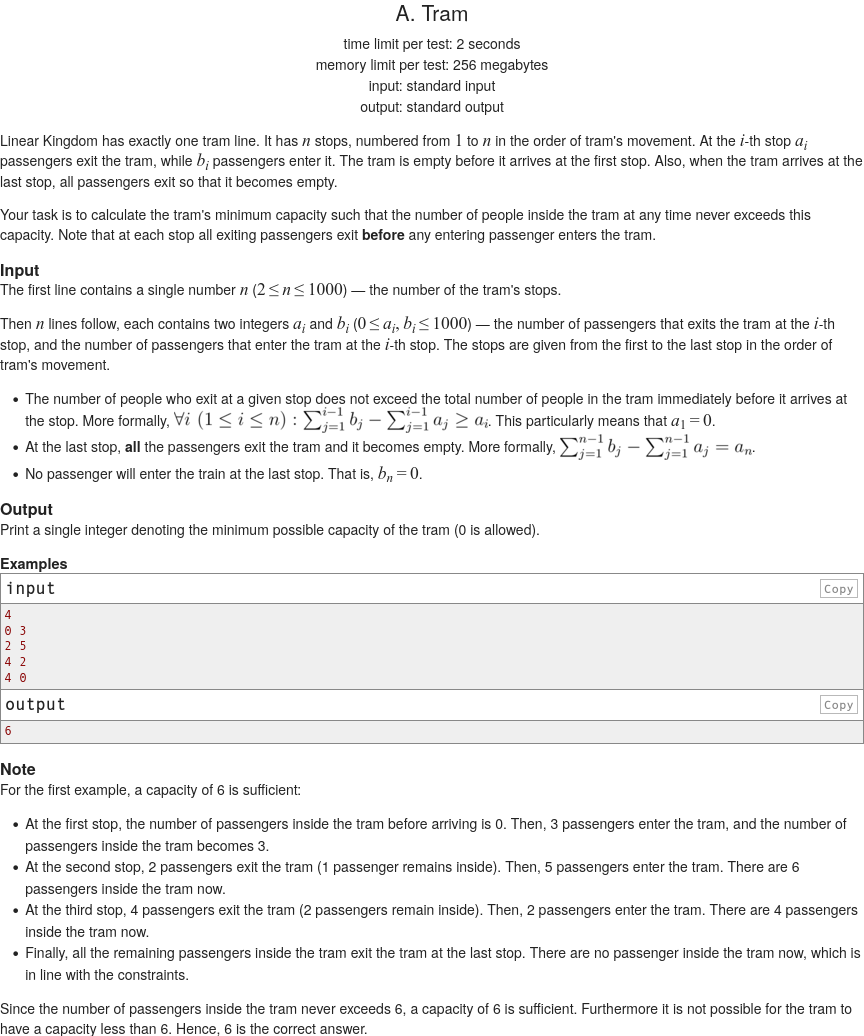 A. Tram
time limit per test: 2 seconds
memory limit per test: 256 megabytes
input: standard input
output: standard output
Linear Kingdom has exactly one tram line. It has n stops, numbered from 1 to n in the order of tram's movement. At the i-th stop a_i
passengers exit the tram, while b_i passengers enter it. The tram is empty before it arrives at the first stop. Also, when the tram arrives at the
last stop, all passengers exit so that it becomes empty.
Your task is to calculate the tram's minimum capacity such that the number of people inside the tram at any time never exceeds this
capacity. Note that at each stop all exiting passengers exit before any entering passenger enters the tram.
Input
The first line contains a single number n (2 ≤ n ≤ 1000) — the number of the tram's stops.
Then n lines follow, each contains two integers a_i and b_i (0 ≤ a_i, b_i ≤ 1000) — the number of passengers that exits the tram at the i-th
stop, and the number of passengers that enter the tram at the i-th stop. The stops are given from the first to the last stop in the order of
tram's movement.
• The number of people who exit at a given stop does not exceed the total number of people in the tram immediately before it arrives at
the stop. More formally, ∀i (1 ≤ i ≤ n) : ∑_{j=1}^{i−1} b_j − ∑_{j=1}^{i−1} a_j ≥ a_i. This particularly means that a_1 = 0.
• At the last stop, all the passengers exit the tram and it becomes empty. More formally, ∑_{j=1}^{n−1} b_j − ∑_{j=1}^{n−1} a_j = a_n.
• No passenger will enter the train at the last stop. That is, b_n = 0.
Output
Print a single integer denoting the minimum possible capacity of the tram (0 is allowed).
Examples
input Copy
4
0 3
2 5
4 2
4 0
output Copy
6
Note
For the first example, a capacity of 6 is sufficient:
• At the first stop, the number of passengers inside the tram before arriving is 0. Then, 3 passengers enter the tram, and the number of
passengers inside the tram becomes 3.
• At the second stop, 2 passengers exit the tram (1 passenger remains inside). Then, 5 passengers enter the tram. There are 6
passengers inside the tram now.
• At the third stop, 4 passengers exit the tram (2 passengers remain inside). Then, 2 passengers enter the tram. There are 4 passengers
inside the tram now.
• Finally, all the remaining passengers inside the tram exit the tram at the last stop. There are no passenger inside the tram now, which is
in line with the constraints.
Since the number of passengers inside the tram never exceeds 6, a capacity of 6 is sufficient. Furthermore it is not possible for the tram to
have a capacity less than 6. Hence, 6 is the correct answer.